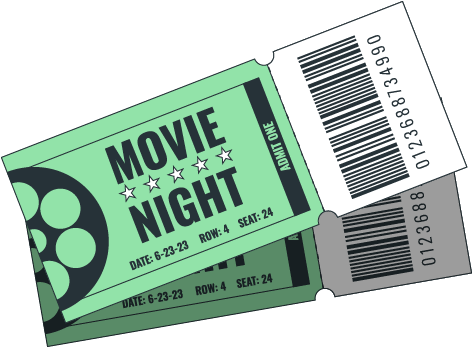 MOVIE
NIGHT
DATE: 6-23-23 ROW: 4 SEAT: 24
ADMIT ONE
0123688734990
DATE: 6-23-23 ROW: 4 SEAT: 24
0123688